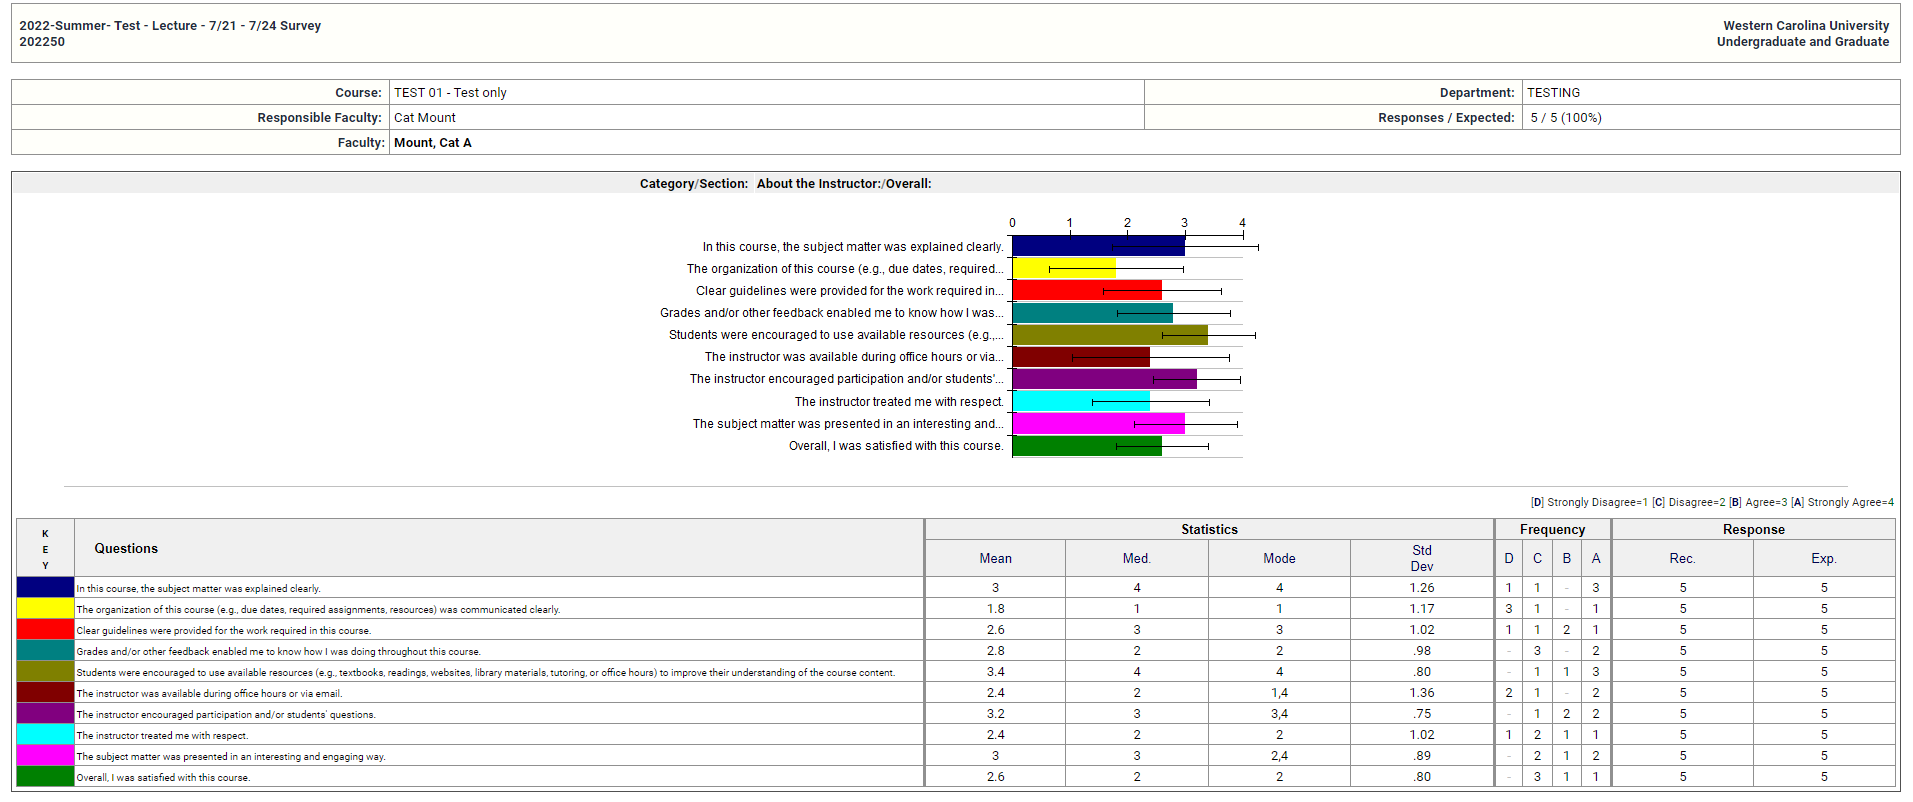 2022-Summer- Test - Lecture - 7/21 - 7/24 Survey
202250
Western Carolina University
Undergraduate and Graduate
Course: TEST 01 - Test only
Department: TESTING
Responsible Faculty: Cat Mount
Responses / Expected: 5 / 5 (100%)
Faculty: Mount, Cat A
Category/Section: About the Instructor:/Overall:
0 1 2 3 4
In this course, the subject matter was explained clearly.
The organization of this course (e.g., due dates, required...
Clear guidelines were provided for the work required in...
Grades and/or other feedback enabled me to know how I was...
Students were encouraged to use available resources (e.g.,...
The instructor was available during office hours or via...
The instructor encouraged participation and/or students'...
The instructor treated me with respect.
The subject matter was presented in an interesting and...
Overall, I was satisfied with this course.
[D] Strongly Disagree=1 [C] Disagree=2 [B] Agree=3 [A] Strongly Agree=4
KEY Questions Statistics Frequency Response
Mean Med. Mode Std Dev D C B A Rec. Exp.
In this course, the subject matter was explained clearly. 3 4 4 1.26 1 1 - 3 5 5
The organization of this course (e.g., due dates, required assignments, resources) was communicated clearly. 1.8 1 1 1.17 3 1 - 1 5 5
Clear guidelines were provided for the work required in this course. 2.6 3 3 1.02 1 1 2 1 5 5
Grades and/or other feedback enabled me to know how I was doing throughout this course. 2.8 2 2 .98 - 3 - 2 5 5
Students were encouraged to use available resources (e.g., textbooks, readings, websites, library materials, tutoring, or office hours) to improve their understanding of the course content. 3.4 4 4 .80 - 1 1 3 5 5
The instructor was available during office hours or via email. 2.4 2 1,4 1.36 2 1 - 2 5 5
The instructor encouraged participation and/or students' questions. 3.2 3 3,4 .75 - 1 2 2 5 5
The instructor treated me with respect. 2.4 2 2 1.02 1 2 1 1 5 5
The subject matter was presented in an interesting and engaging way. 3 3 2,4 .89 - 2 1 2 5 5
Overall, I was satisfied with this course. 2.6 2 2 .80 - 3 1 1 5 5